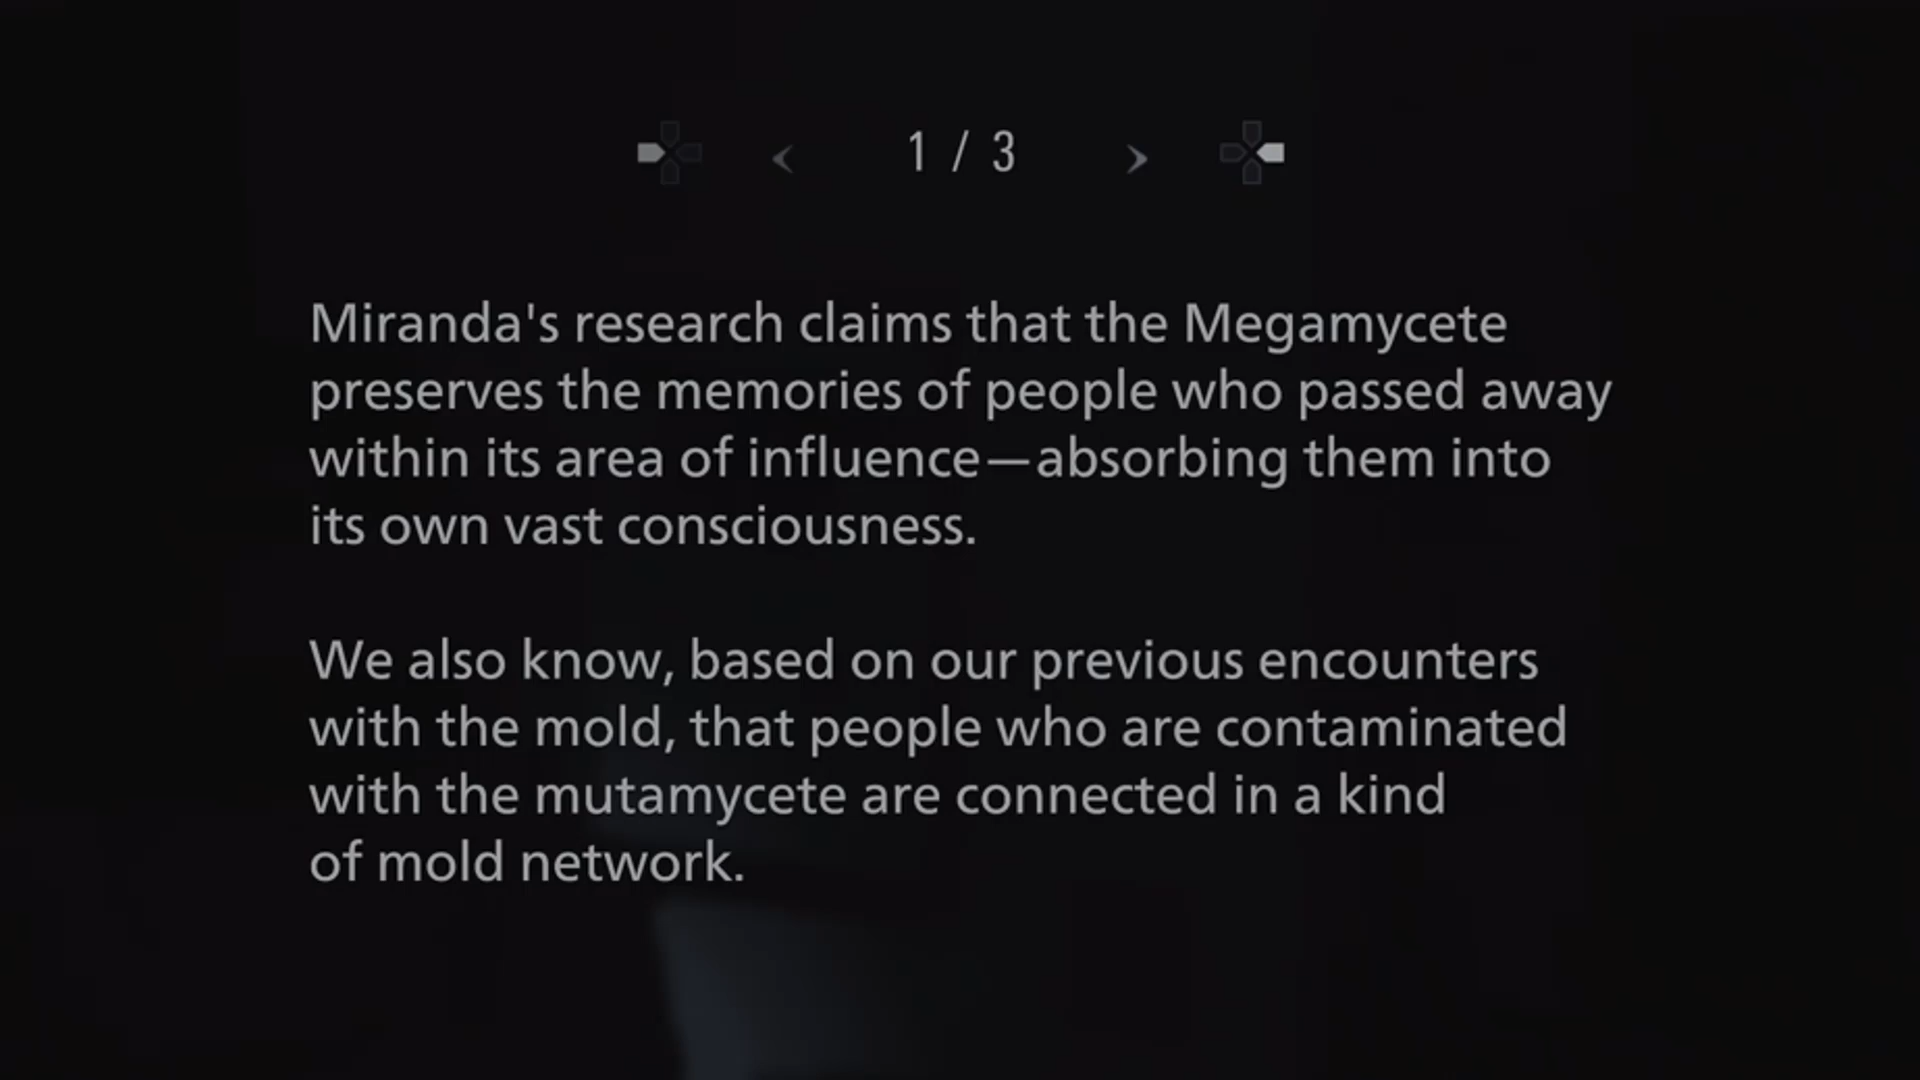 < 1 / 3 >
Miranda's research claims that the Megamycete
preserves the memories of people who passed away
within its area of influence—absorbing them into
its own vast consciousness.
We also know, based on our previous encounters
with the mold, that people who are contaminated
with the mutamycete are connected in a kind
of mold network.